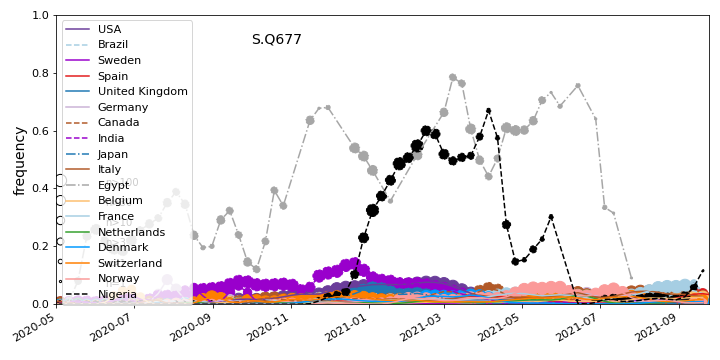 S.Q677
frequency
1.0
0.8
0.6
0.4
0.2
0.0
USA
Brazil
Sweden
Spain
United Kingdom
Germany
Canada
India
Japan
Italy
Egypt
Belgium
France
Netherlands
Denmark
Switzerland
Norway
Nigeria
2020-05
2020-07
2020-09
2020-11
2021-01
2021-03
2021-05
2021-07
2021-09